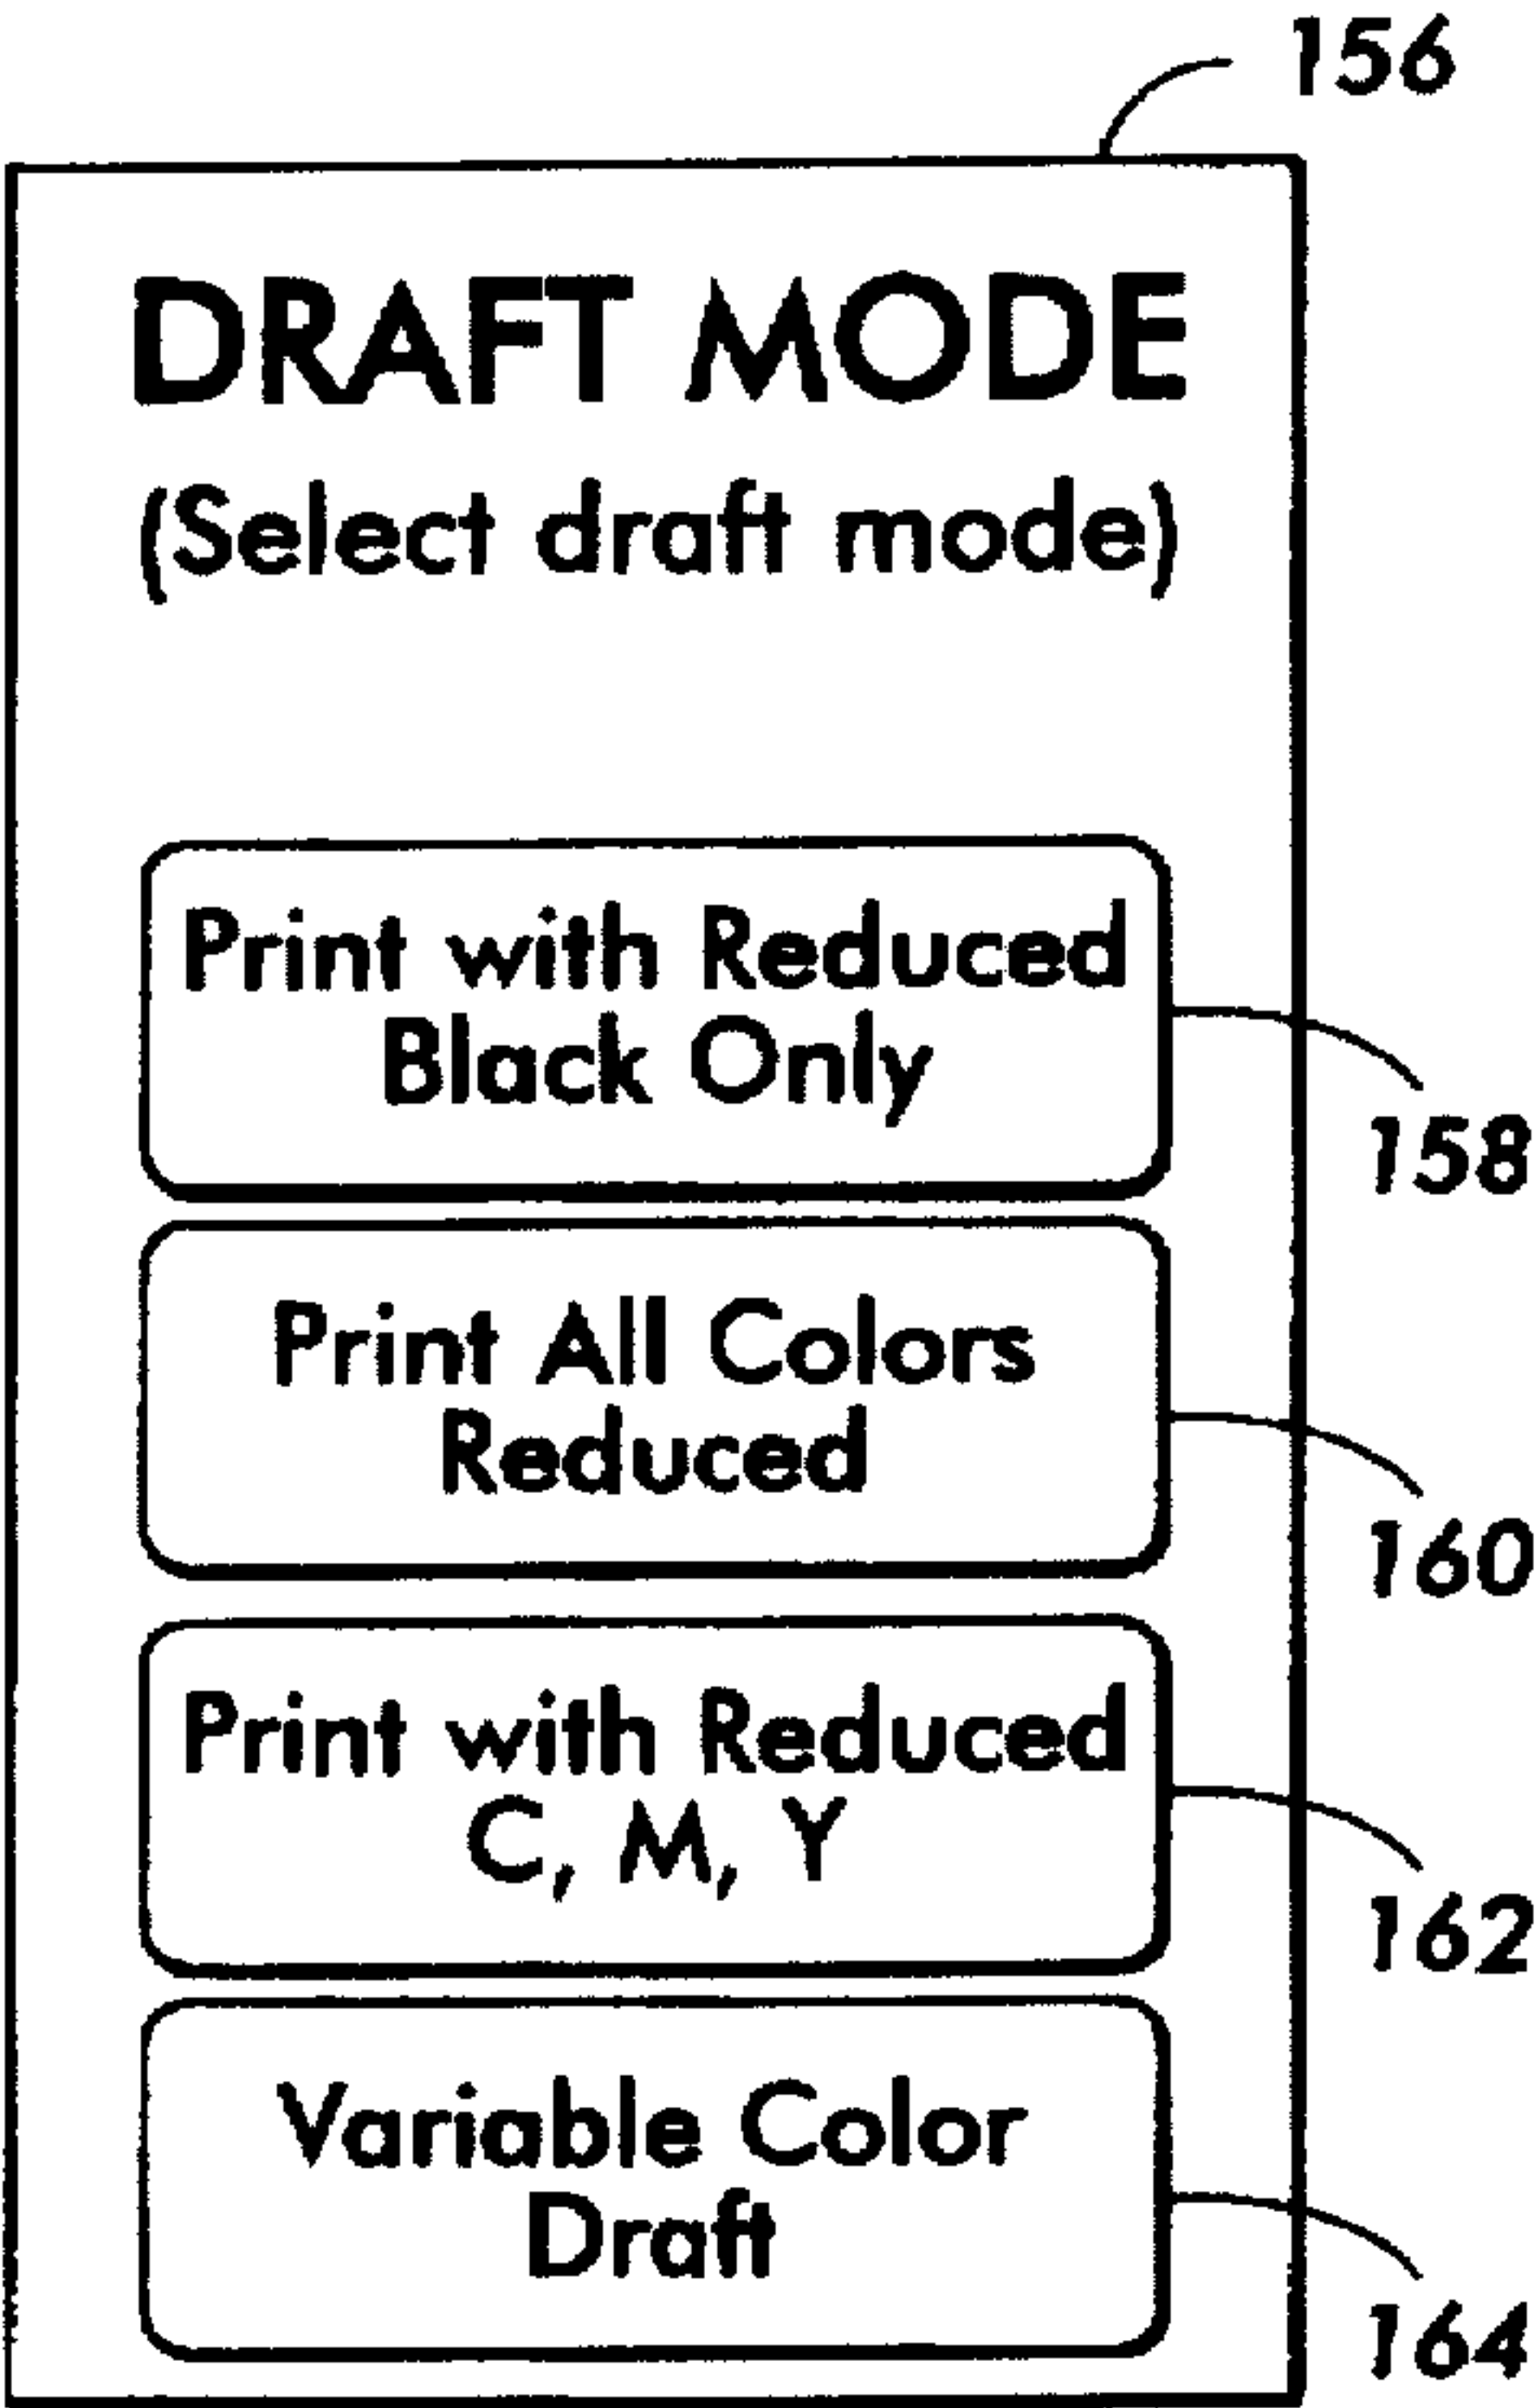 156
DRAFT MODE
(Select draft mode)
Print with Reduced
Black Only
158
Print All Colors
Reduced
160
Print with Reduced
C, M, Y
162
Variable Color
Draft
164